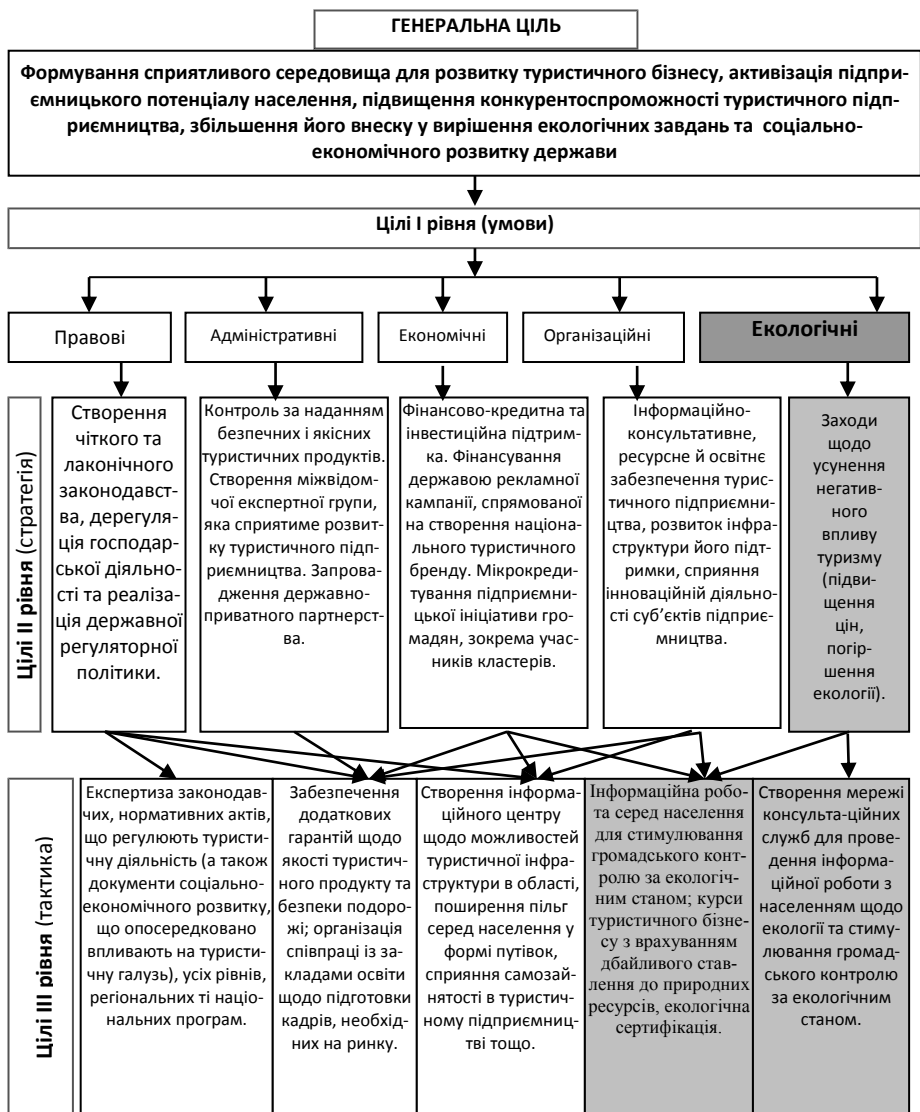 ГЕНЕРАЛЬНА ЦІЛЬ
Формування сприятливого середовища для розвитку туристичного бізнесу, активізація підпри-
ємницького потенціалу населення, підвищення конкурентоспроможності туристичного підп-
риємництва, збільшення його внеску у вирішення екологічних завдань та соціально-
економічного розвитку держави
Цілі І рівня (умови)
Правові
Адміністративні
Економічні
Організаційні
Екологічні
Цілі ІІ рівня (стратегія)
Створення
чіткого та
лаконічного
законодавст-
ва, дерегуля-
ція господар-
ської діяльно-
сті та реаліза-
ція державної
регуляторної
політики.
Контроль за наданням
безпечних і якісних
туристичних продуктів.
Створення міжвідом-
чої експертної групи,
яка сприятиме розви-
тку туристичного під-
приємництва. Запрова-
дження державно-
приватного партнерст-
ва.
Фінансово-кредитна та
інвестиційна підтрим-
ка. Фінансування
державою рекламної
кампанії, спрямованої
на створення націона-
льного туристичного
бренду. Мікрокреди-
тування підприємни-
цької ініціативи гро-
мадян, зокрема учас-
ників кластерів.
Інформаційно-
консультативне,
ресурсне й освітнє
забезпечення турис-
тичного підприємни-
цтва, розвиток інфра-
структури його підт-
римки, сприяння
інноваційній діяльно-
сті суб’єктів підприєм-
ництва.
Заходи
щодо
усунення
негатив-
ного
впливу
туризму
(підви-
щення
цін,
погір-
шення
екології).
Цілі ІІІ рівня (тактика)
Експертиза законодав-
чих, нормативних актів,
що регулюють туристи-
чну діяльність (а також
документи соціально-
економічного розвитку,
що опосередковано
впливають на туристи-
чну галузь), усіх рівнів,
регіональних ті націо-
нальних програм.
Забезпечення
додаткових
гарантій щодо
якості туристич-
ного продукту та
безпеки подоро-
жі; організація
співпраці із за-
кладами освіти
щодо підготовки
кадрів, необхід-
них на ринку.
Створення інформа-
ційного центру
щодо можливостей
туристичної інфра-
структури в області,
поширення пільг
серед населення у
формі путівок,
сприяння самозай-
нятості в туристич-
ному підприємниц-
тві тощо.
Інформаційна робо-
та серед населення
для стимулювання
громадського конт-
ролю за екологіч-
ним станом; курси
туристичного бізне-
су з врахуванням
дбайливого став-
лення до природних
ресурсів, екологічна
сертифікація.
Створення мережі
консульта-ційних
служб для прове-
дення інформа-
ційної роботи з
населенням щодо
екології та стиму-
лювання грома-
дського контролю
за екологічним
станом.